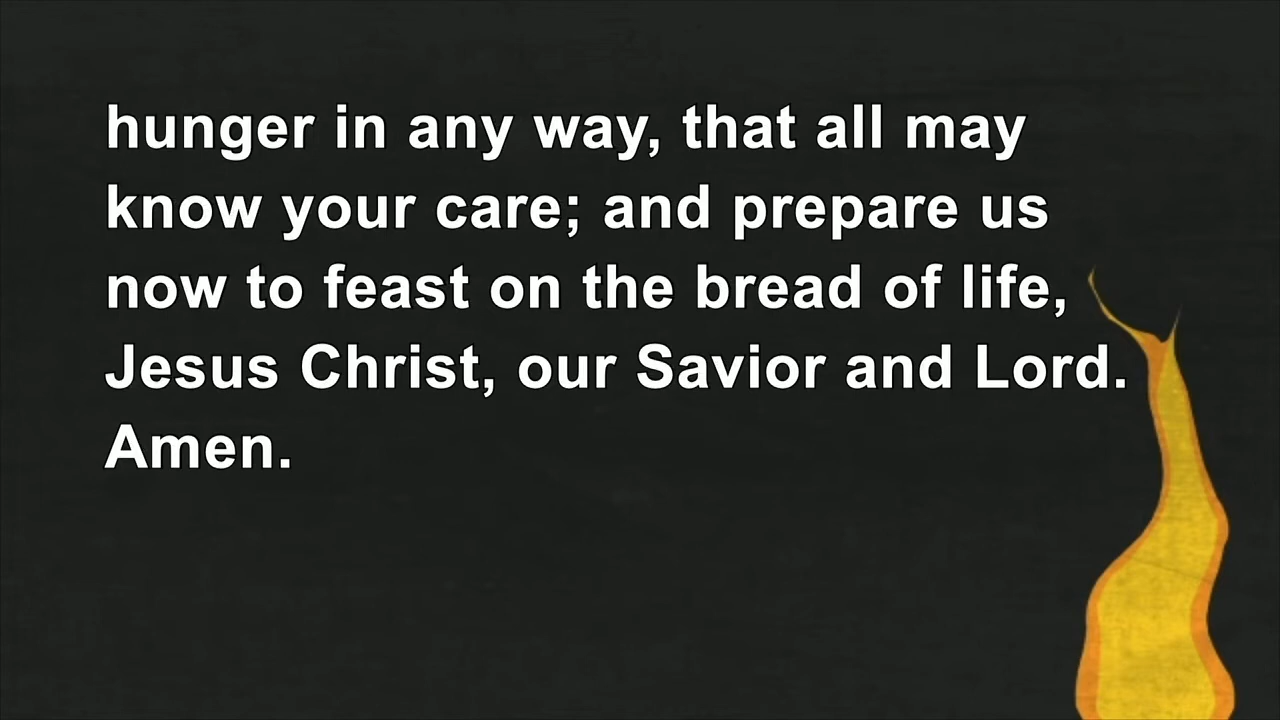 hunger in any way, that all may
know your care; and prepare us
now to feast on the bread of life,
Jesus Christ, our Savior and Lord.
Amen.